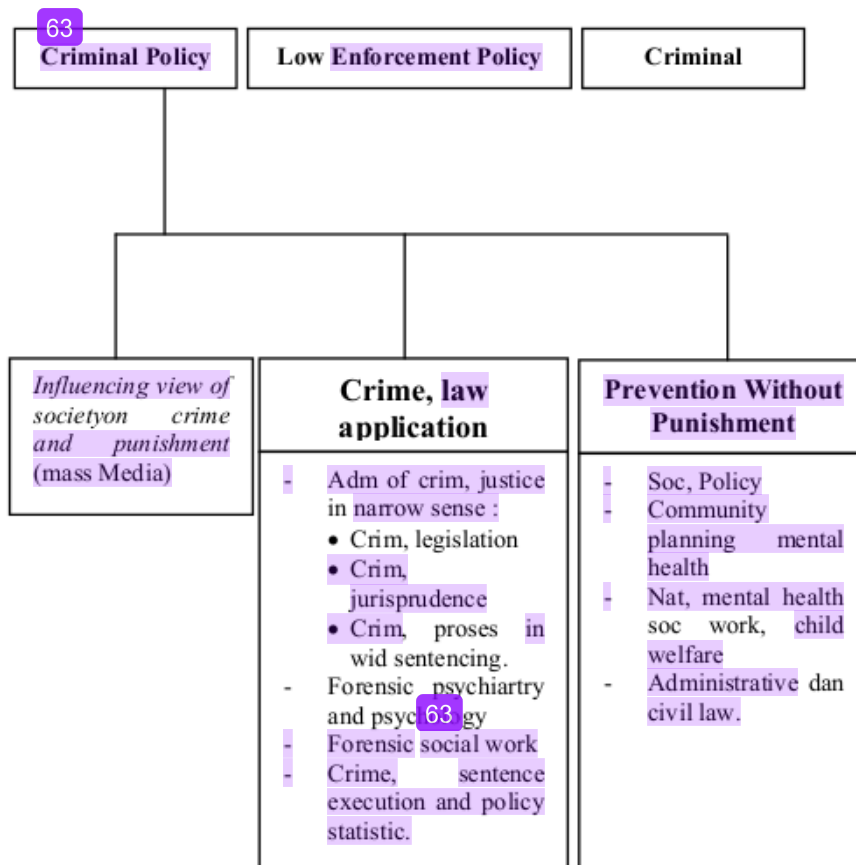 63
Criminal Policy
Low Enforcement Policy
Criminal
Influencing view of
societyon crime
and punishment
(mass Media)
Crime, law
application
- Adm of crim, justice
in narrow sense :
• Crim, legislation
• Crim,
jurisprudence
• Crim, proses in
wid sentencing.
- Forensic psychiartry
and psych gy
63
- Forensic social work
- Crime, sentence
execution and policy
statistic.
Prevention Without
Punishment
- Soc, Policy
- Community
planning mental
health
- Nat, mental health
soc work, child
welfare
- Administrative dan
civil law.